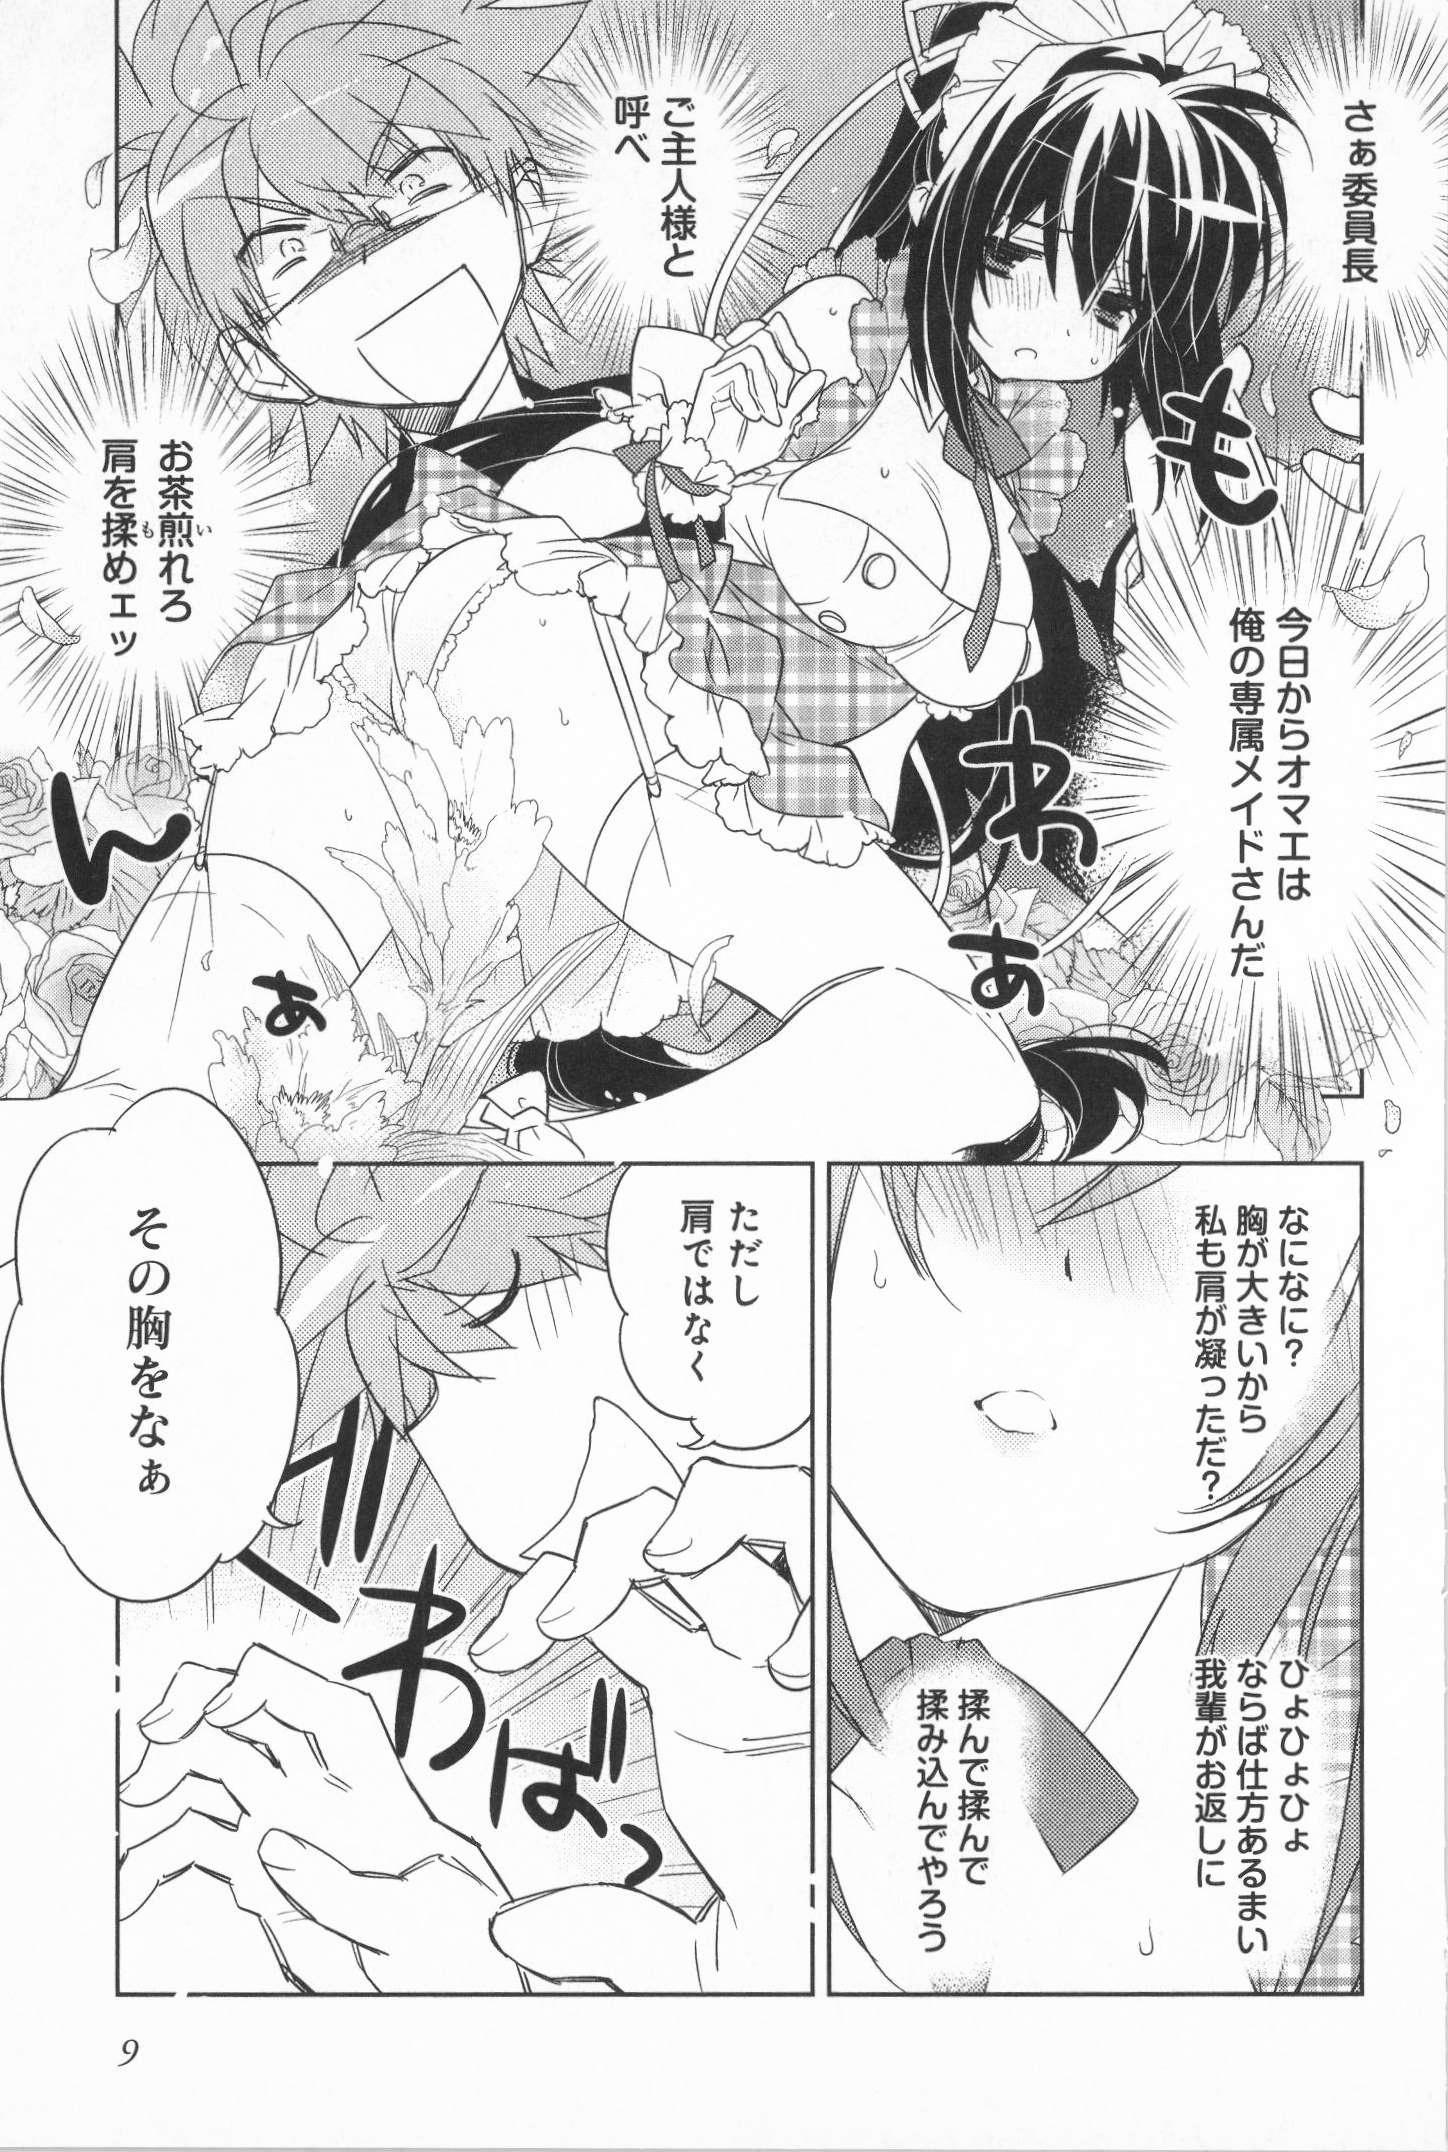 さぁ委員長
今日からオマエは
俺の専属メイドさんだ
ご主人様と
呼べ
お茶煎れろ
い
肩を揉めェッ
も
もわぁ
ん
ぁ
なになに？
胸が大きいから
私も肩が凝っただ？
ひょひょひょ
ならば仕方あるまい
我輩がお返しに
揉んで揉んで
揉み込んでやろう
ただし
肩ではなく
その胸をなぁ
がばっ
わ
9